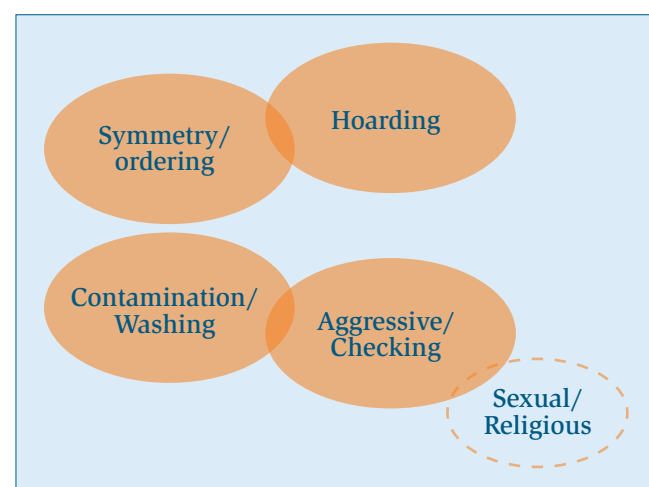 Symmetry/
ordering
Hoarding
Contamination/
Washing
Aggressive/
Checking
Sexual/
Religious